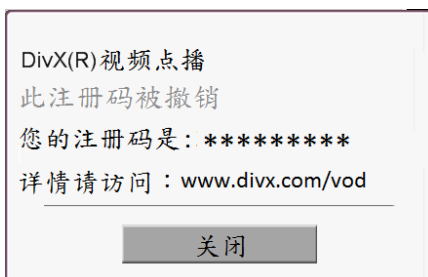 DivX(R)视频点播
此注册码被撤销
您的注册码是：*********
详情请访问：www.divx.com/vod
关闭